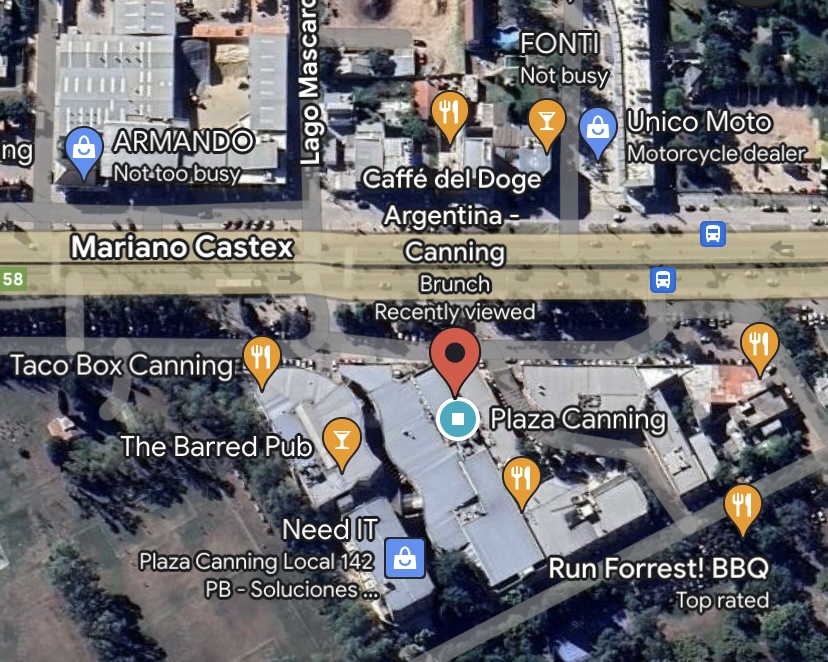 FONTI
Not busy
Lago Mascarc
ng
ARMANDO
Not too busy
Unico Moto
Motorcycle dealer
Caffé del Doge
Argentina -
Canning
Brunch
Recently viewed
Mariano Castex
58
Taco Box Canning
Plaza Canning
The Barred Pub
Need IT
Plaza Canning Local 142
PB - Soluciones ...
Run Forrest! BBQ
Top rated